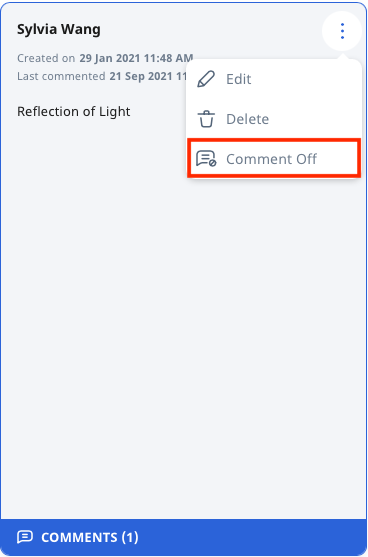 Sylvia Wang
Created on 29 Jan 2021 11:48 AM
Last commented 21 Sep 2021 11
Edit
Reflection of Light
Delete
Comment Off
COMMENTS (1)